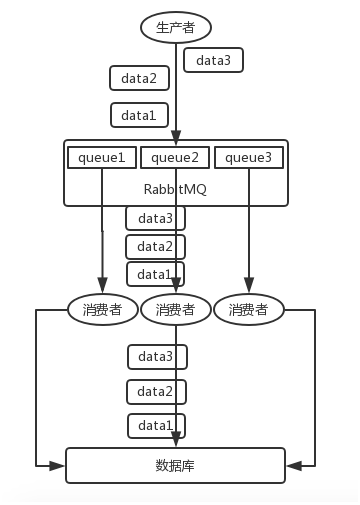 生产者
data3
data2
data1
queue1 queue2 queue3
RabbitMQ
data3
data2
data1
消费者 消费者 消费者
data3
data2
data1
数据库